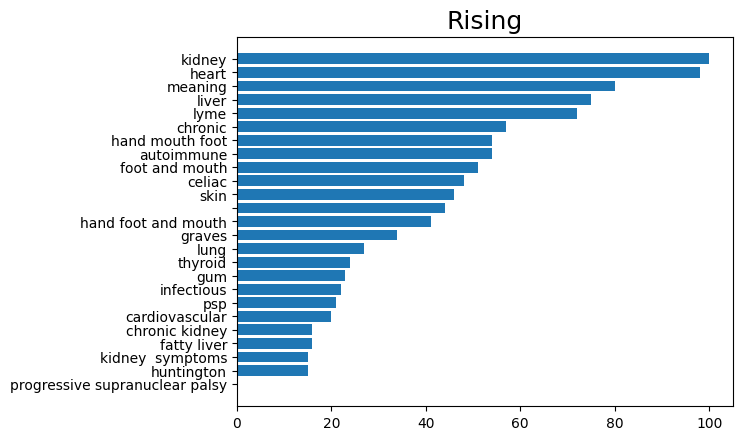 Rising
kidney
heart
meaning
liver
lyme
chronic
hand mouth foot
autoimmune
foot and mouth
celiac
skin
hand foot and mouth
graves
lung
thyroid
gum
infectious
psp
cardiovascular
chronic kidney
fatty liver
kidney  symptoms
huntington
progressive supranuclear palsy
0 20 40 60 80 100